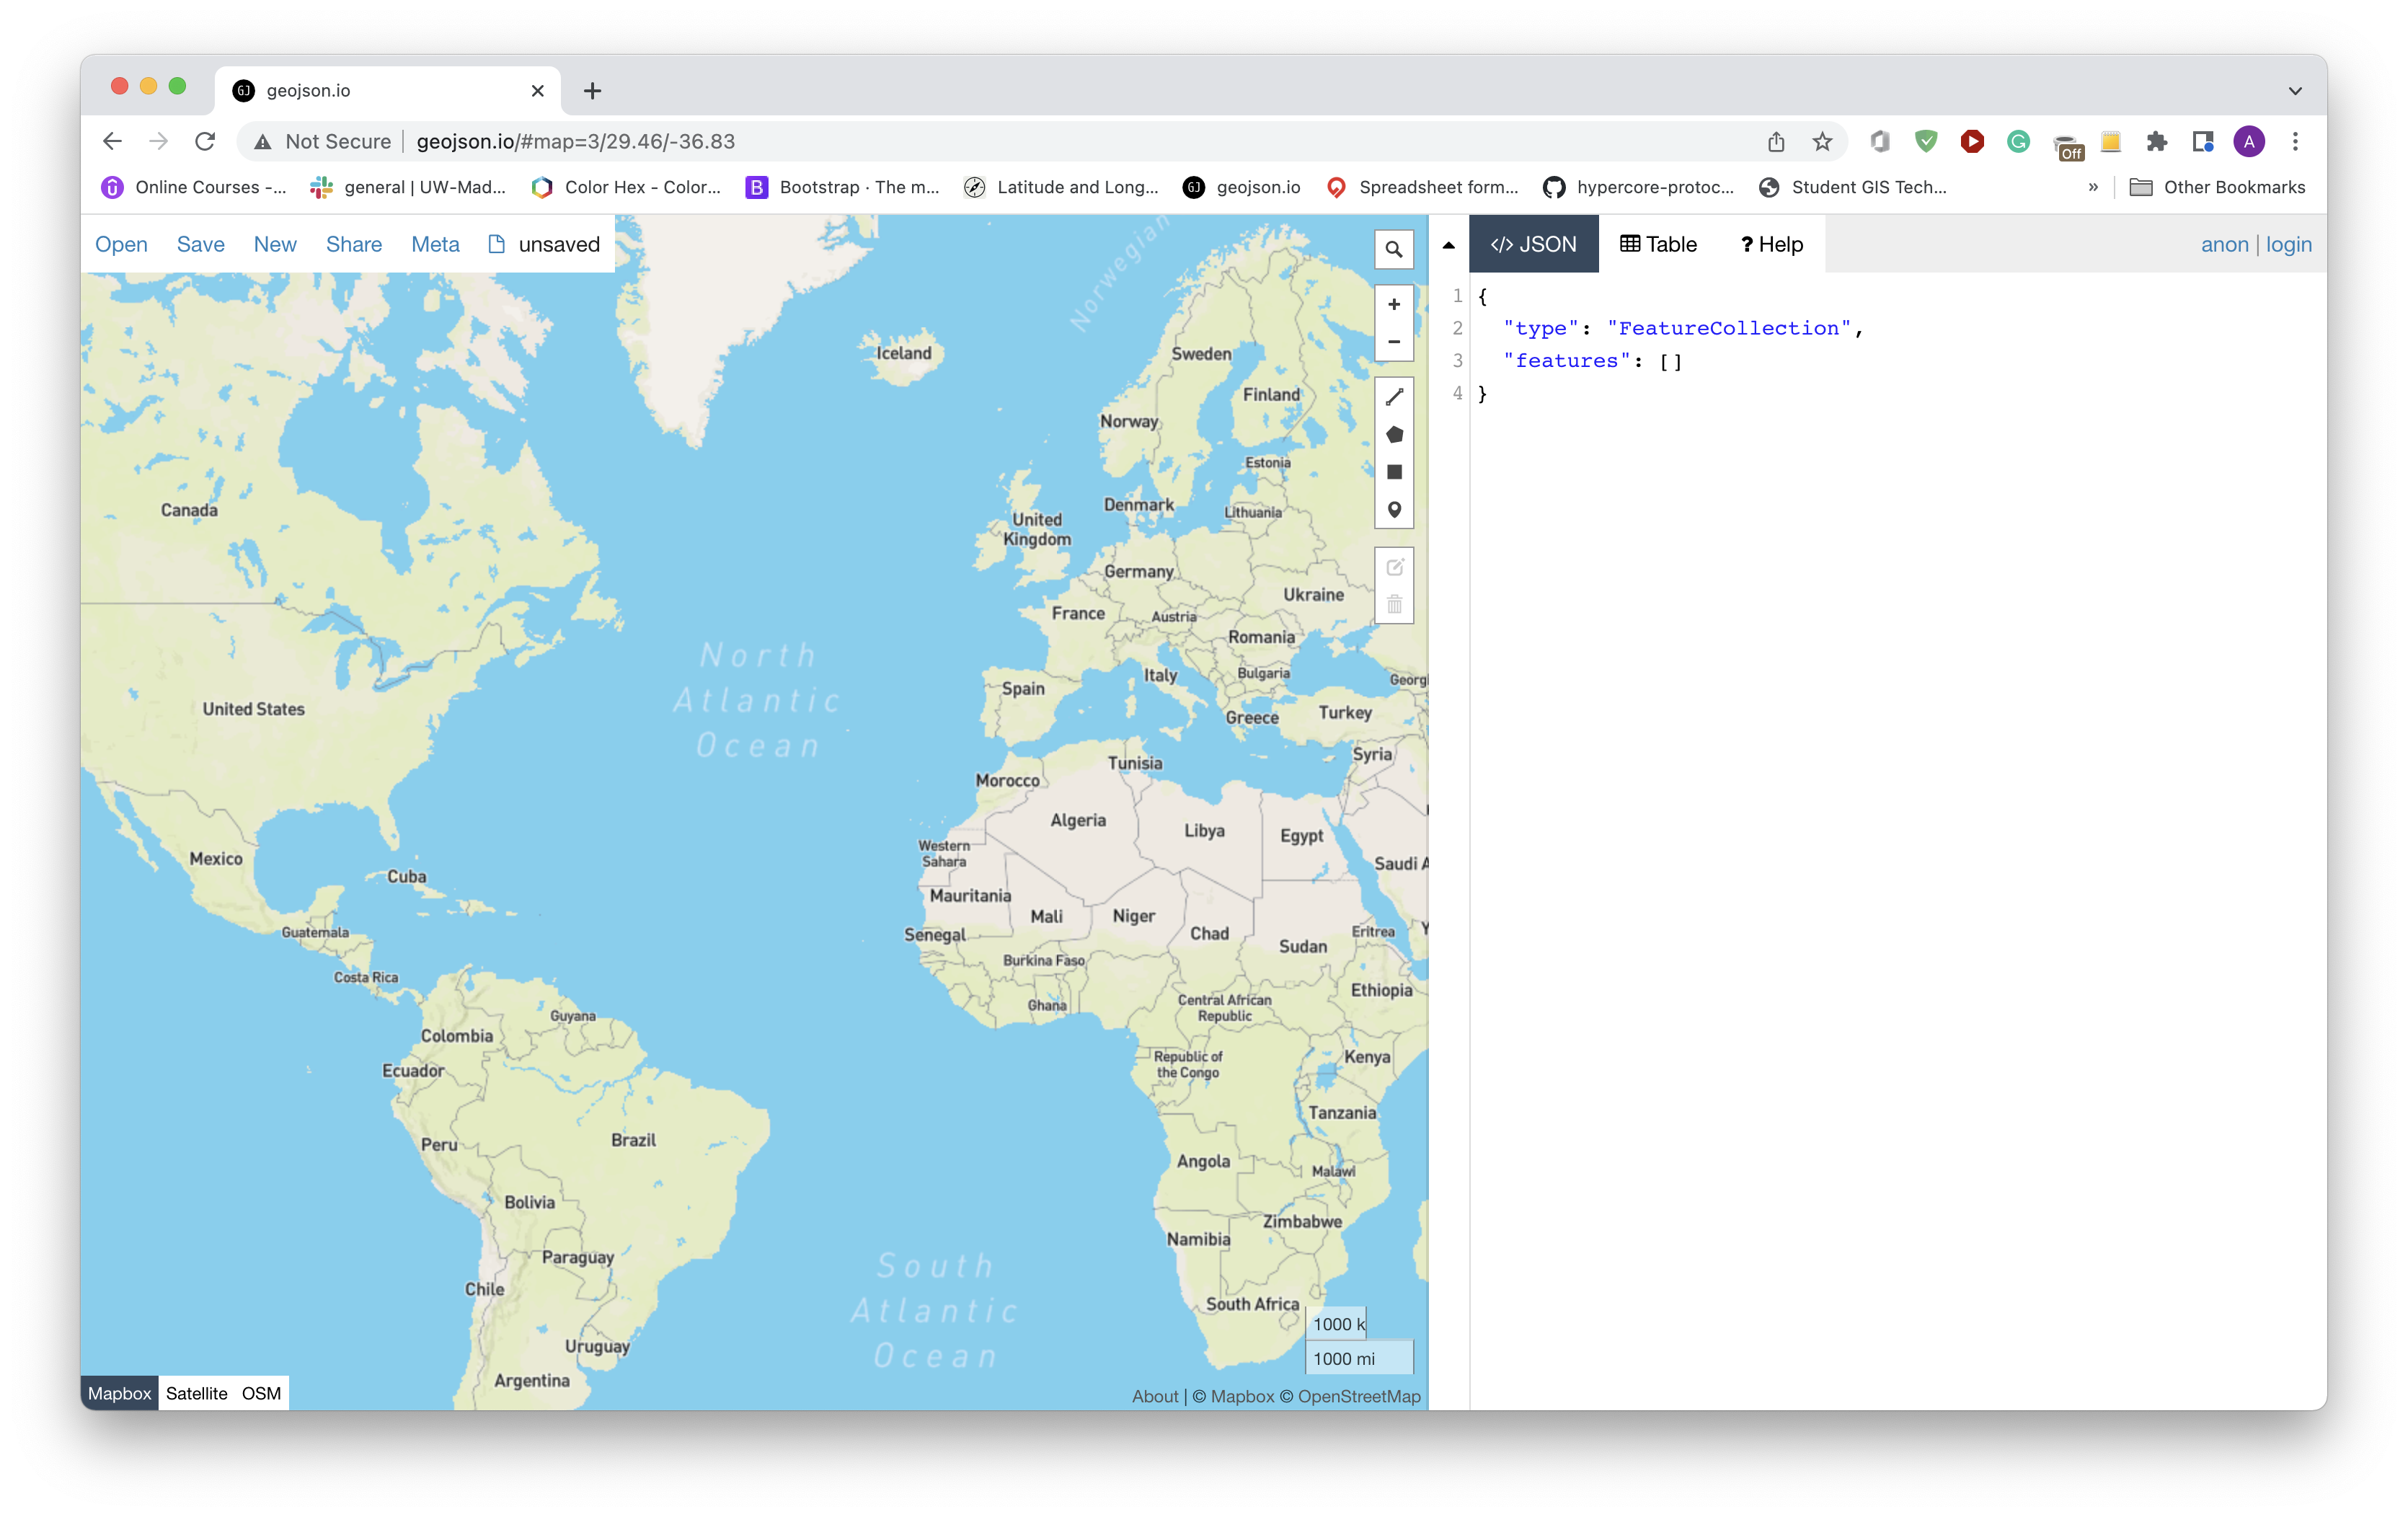 GJ geojson.io
Not Secure geojson.io/#map=3/29.46/-36.83
Off
A
Online Courses -... general | UW-Mad... Color Hex - Color... B Bootstrap · The m... Latitude and Long... GJ geojson.io Spreadsheet form... hypercore-protoc... Student GIS Tech... » Other Bookmarks
Open Save New Share Meta unsaved
</> JSON Table ? Help anon | login
1 {
2 "type": "FeatureCollection",
3 "features": []
4 }
Norwegian
Iceland
Sweden
Finland
Norway
Estonia
Denmark
Lithuania
Canada
United
Kingdom
Germany
Ukraine
France
Austria
Romania
North
Atlantic
Ocean
Italy
Bulgaria
Georgi
Spain
United States
Greece
Turkey
Syria
Tunisia
Morocco
Algeria
Libya
Egypt
Western
Sahara
Mexico
Saudi A
Cuba
Mauritania
Mali
Niger
Guatemala
Senegal
Chad
Sudan
Eritrea
Y
Burkina Faso
Costa Rica
Ethiopia
Ghana
Central African
Republic
Guyana
Colombia
Ecuador
Republic of
the Congo
Kenya
Tanzania
Peru
Brazil
Angola
Malawi
Bolivia
Zimbabwe
Namibia
Paraguay
South
Atlantic
Ocean
Chile
South Africa
Uruguay
Argentina
1000 k
1000 mi
Mapbox Satellite OSM
About | © Mapbox © OpenStreetMap